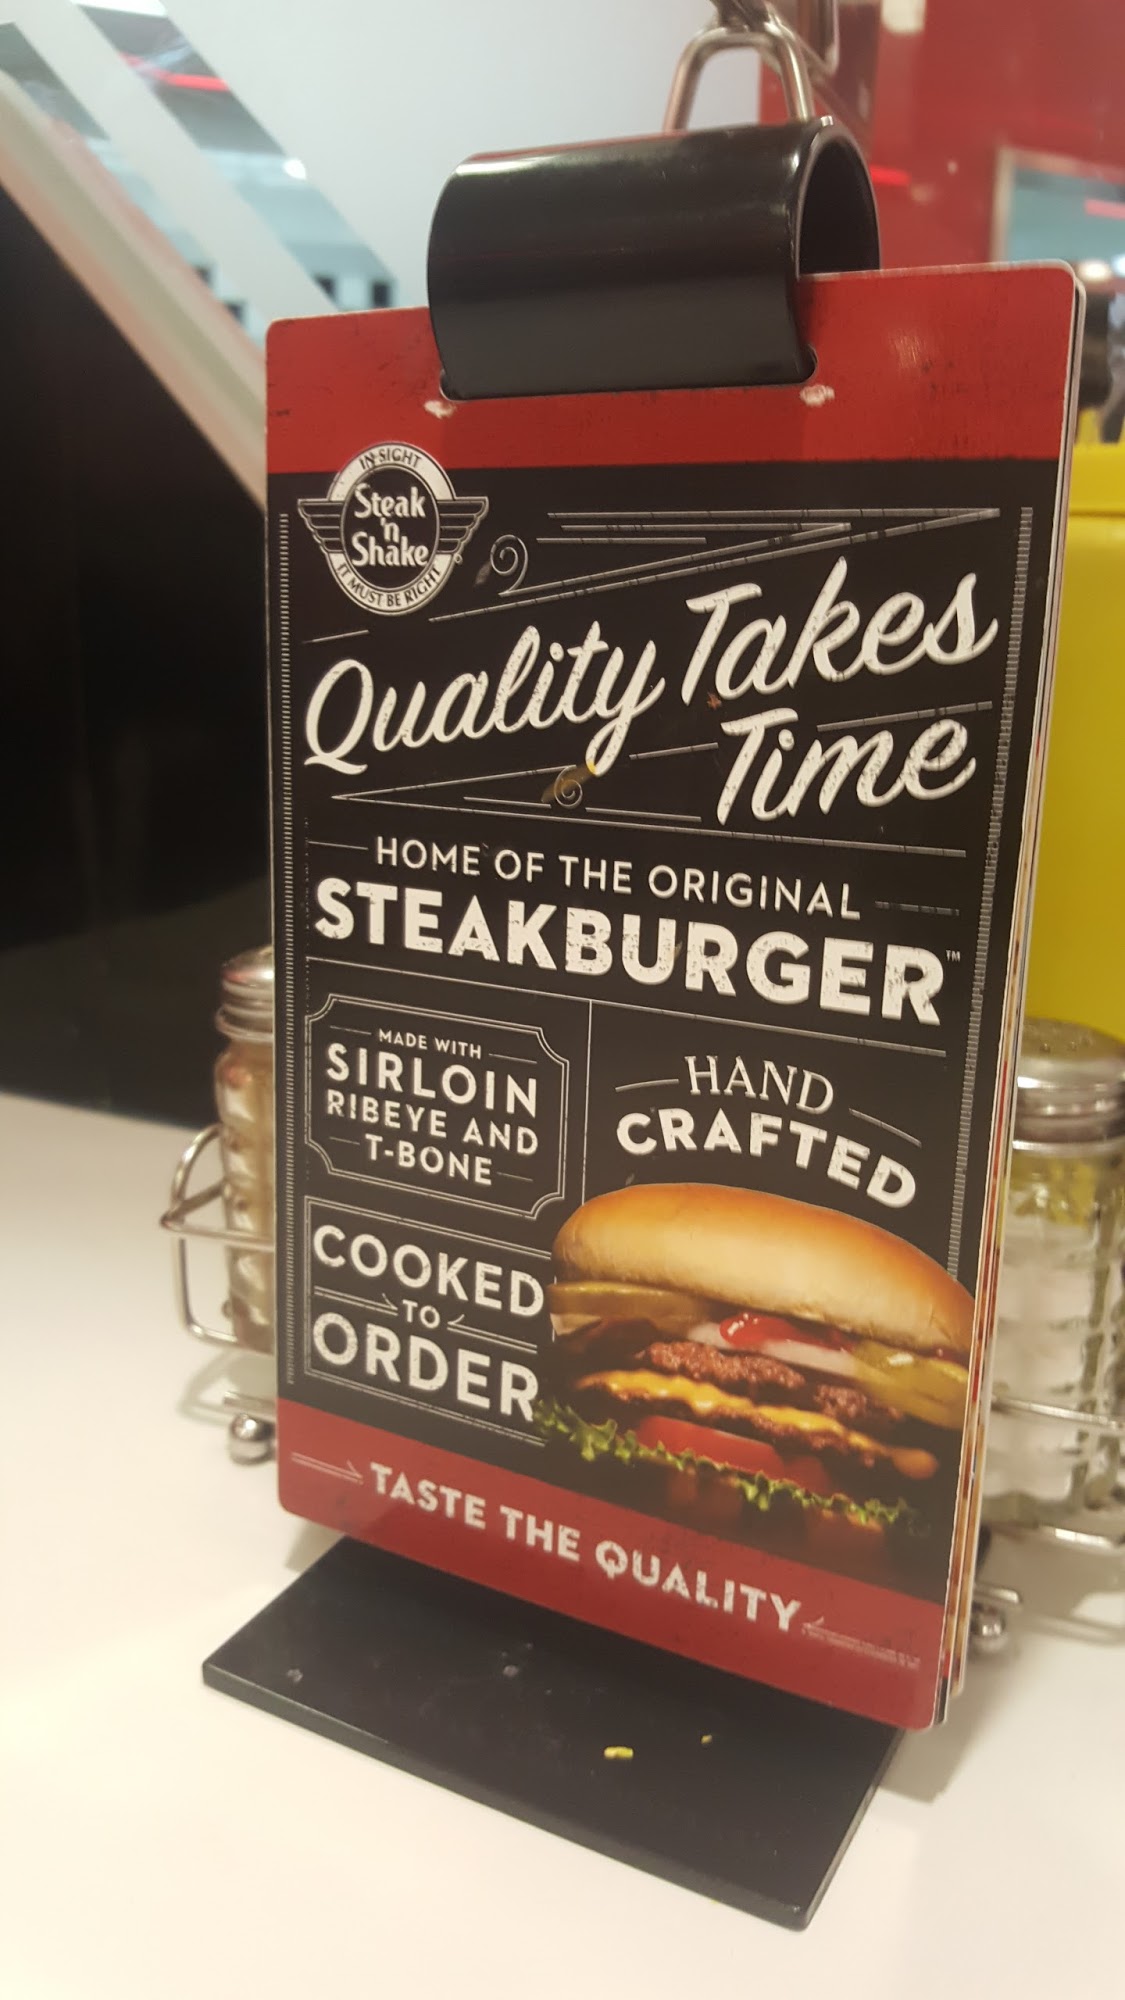 IN SIGHT
Steak
'n
Shake
IT MUST BE RIGHT
Quality Takes
Time
HOME OF THE ORIGINAL
STEAKBURGER™
MADE WITH
SIRLOIN
RIBEYE AND
T-BONE
HAND
CRAFTED
COOKED
TO
ORDER
TASTE THE QUALITY